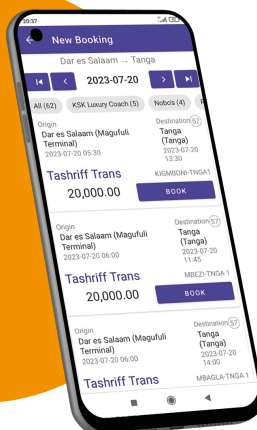 20:37
New Booking
Dar es Salaam → Tanga
2023-07-20
All (62) KSK Luxury Coach (5) Nobcis (4)
Origin Destination 57
Dar es Salaam (Magufuli Terminal) Tanga (Tanga)
2023-07-20 05:30 2023-07-20 13:30
Tashriff Trans KIGMBONI-TNGA1
20,000.00 BOOK
Origin Destination 57
Dar es Salaam (Magufuli Terminal) Tanga (Tanga)
2023-07-20 06:00 2023-07-20 11:45
Tashriff Trans MBEZI-TNGA 1
20,000.00 BOOK
Origin Destination 57
Dar es Salaam (Magufuli Terminal) Tanga (Tanga)
2023-07-20 06:00 2023-07-20 14:00
Tashriff Trans MBAGLA-TNGA 1